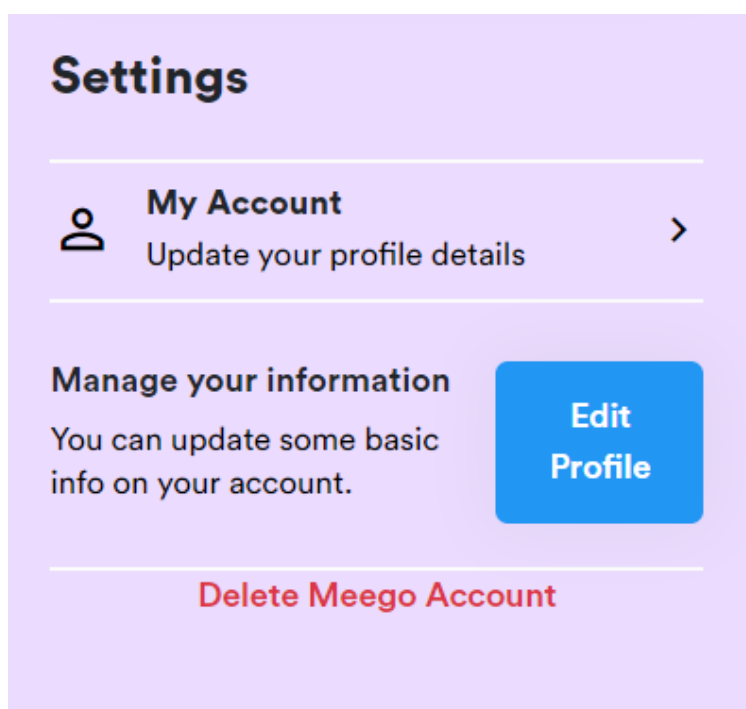 Settings
My Account
Update your profile details
Manage your information
You can update some basic
info on your account.
Edit
Profile
Delete Meego Account